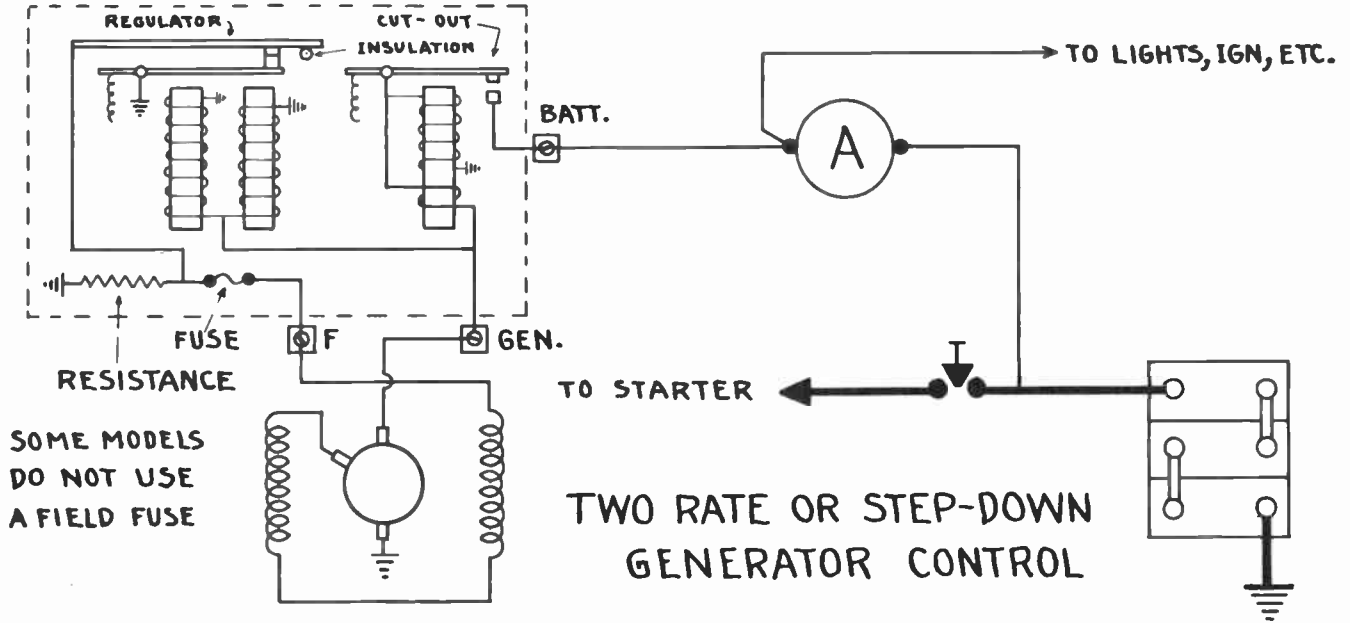 REGULATOR
CUT-OUT
INSULATION
TO LIGHTS, IGN, ETC.
BATT.
A
FUSE
F
GEN.
RESISTANCE
TO STARTER
SOME MODELS
DO NOT USE
A FIELD FUSE
TWO RATE OR STEP-DOWN
GENERATOR CONTROL